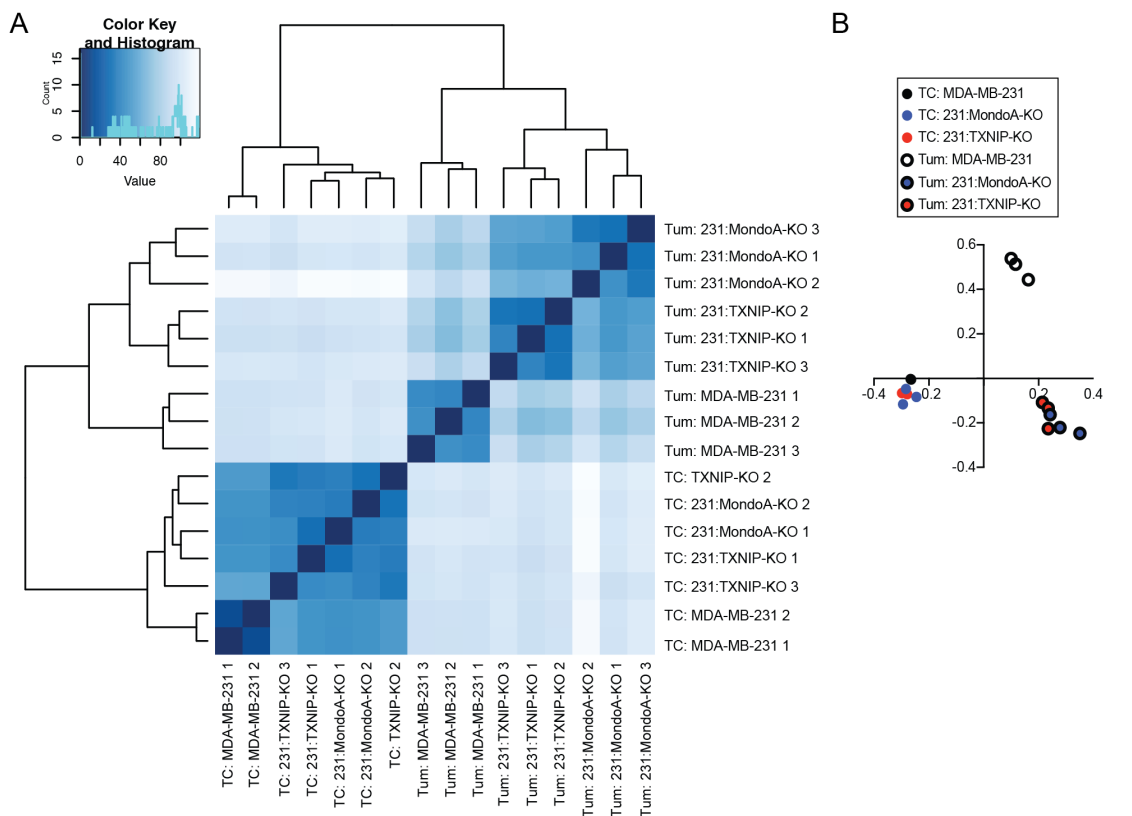 A
Color Key
and Histogram
Count
15
10
5
0
0 40 80
Value
Tum: 231:MondoA-KO 3
Tum: 231:MondoA-KO 1
Tum: 231:MondoA-KO 2
Tum: 231:TXNIP-KO 2
Tum: 231:TXNIP-KO 1
Tum: 231:TXNIP-KO 3
Tum: MDA-MB-231 1
Tum: MDA-MB-231 2
Tum: MDA-MB-231 3
TC: TXNIP-KO 2
TC: 231:MondoA-KO 2
TC: 231:MondoA-KO 1
TC: 231:TXNIP-KO 1
TC: 231:TXNIP-KO 3
TC: MDA-MB-231 2
TC: MDA-MB-231 1
TC: MDA-MB-231 1
TC: MDA-MB-231 2
TC: 231:TXNIP-KO 3
TC: 231:TXNIP-KO 1
TC: 231:MondoA-KO 1
TC: 231:MondoA-KO 2
TC: TXNIP-KO 2
Tum: MDA-MB-231 3
Tum: MDA-MB-231 2
Tum: MDA-MB-231 1
Tum: 231:TXNIP-KO 3
Tum: 231:TXNIP-KO 1
Tum: 231:TXNIP-KO 2
Tum: 231:MondoA-KO 2
Tum: 231:MondoA-KO 1
Tum: 231:MondoA-KO 3
B
TC: MDA-MB-231
TC: 231:MondoA-KO
TC: 231:TXNIP-KO
Tum: MDA-MB-231
Tum: 231:MondoA-KO
Tum: 231:TXNIP-KO
0.6
0.4
0.2
-0.4 -0.2 0.2 0.4
-0.2
-0.4